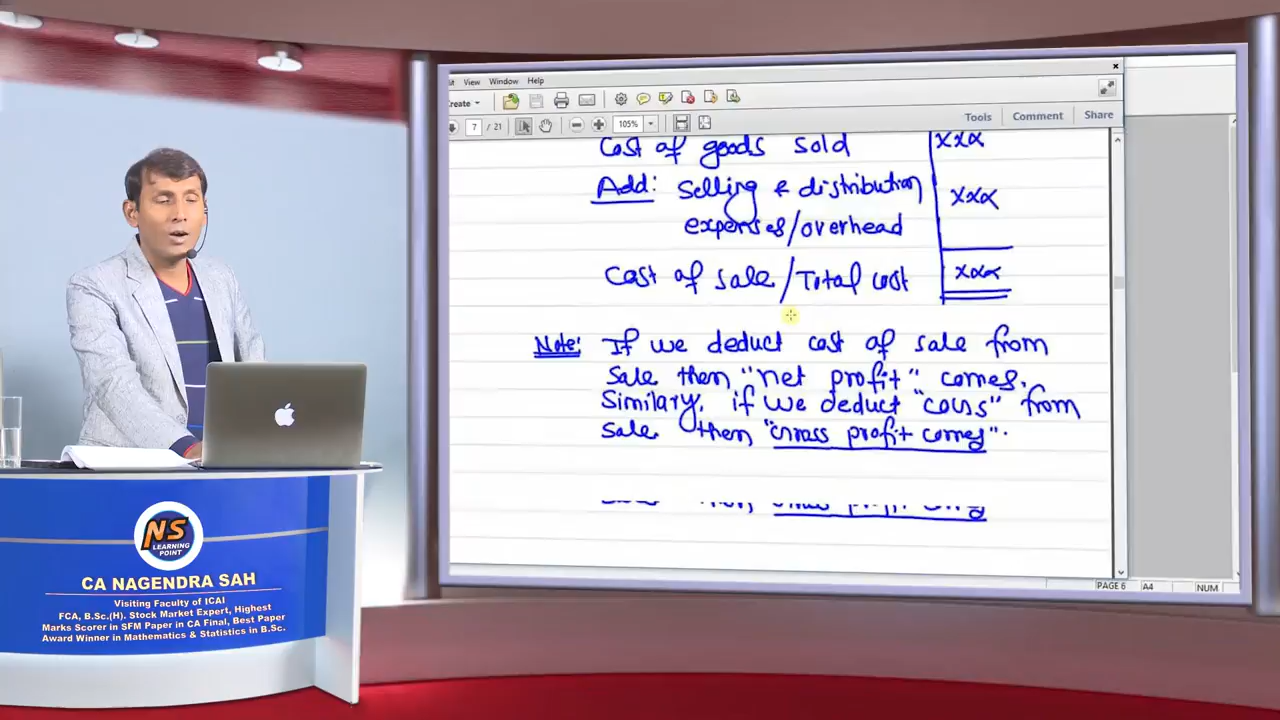 it View Window Help
Create
7 / 21 105% Tools Comment Share
Cost of goods sold xxx
Add: Selling & distribution xxx
expenses/overhead
Cost of sale/Total cost xxx
Note: If we deduct cost of sale from
sale then "net profit" comes.
Similary, if we deduct "COGS" from
sale then "Gross profit comes".
PAGE 6 A4 NUM
NS
LEARNING
POINT
CA NAGENDRA SAH
Visiting Faculty of ICAI
FCA, B.Sc.(H). Stock Market Expert, Highest
Marks Scorer in SFM Paper in CA Final, Best Paper
Award Winner in Mathematics & Statistics in B.Sc.